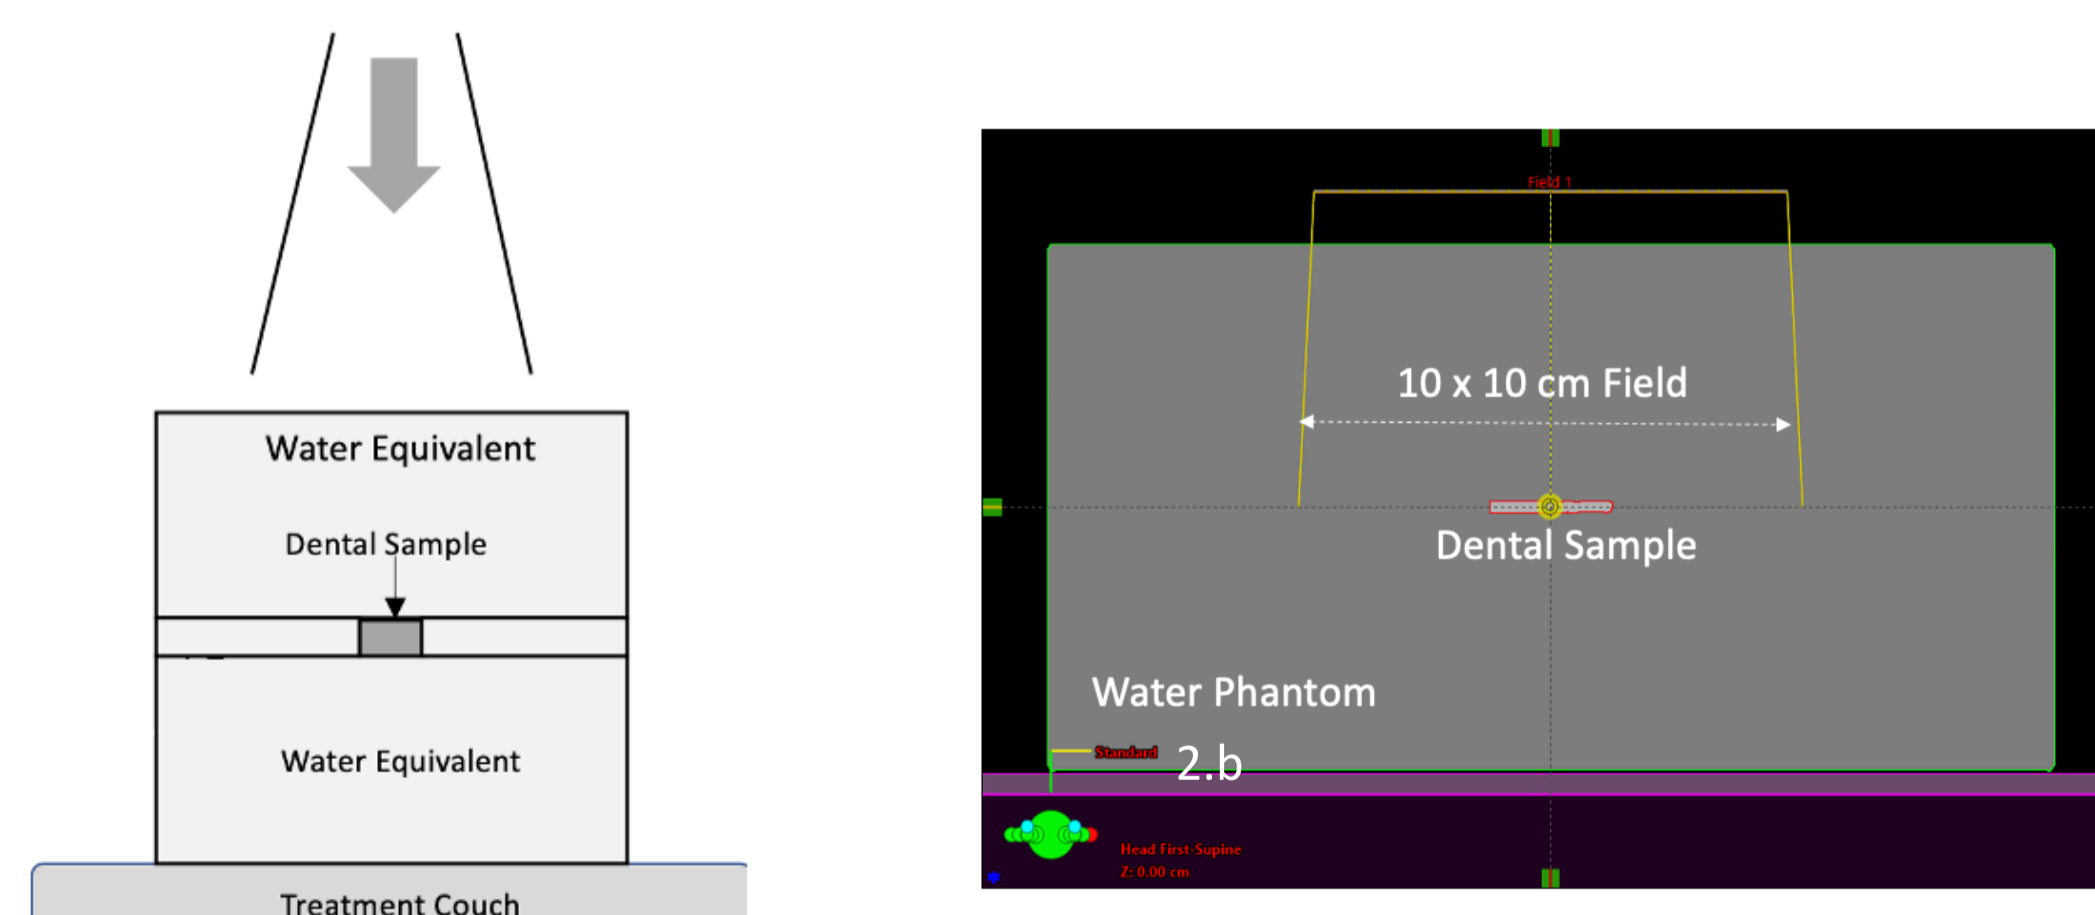 Water Equivalent
Dental Sample
Water Equivalent
Treatment Couch
Field 1
10 x 10 cm Field
Dental Sample
Water Phantom
Standard
2.b
Head First-Supine
Z: 0.00 cm